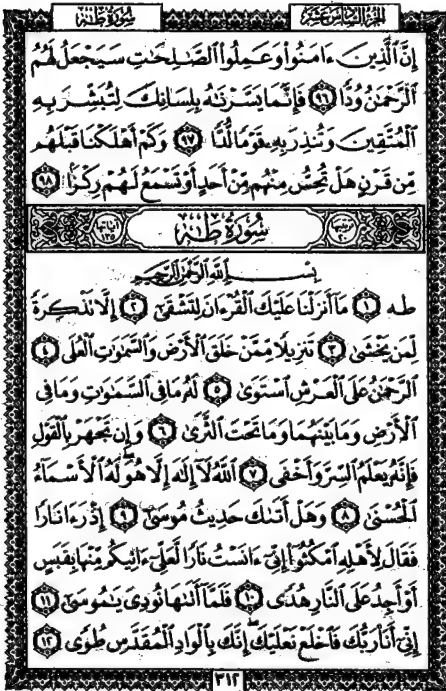 سُورَةُ طه الجزء السادس عشر
إِنَّ ٱلَّذِينَ ءَامَنُوا۟ وَعَمِلُوا۟ ٱلصَّٰلِحَٰتِ سَيَجْعَلُ لَهُمُ
ٱلرَّحْمَٰنُ وُدًّا ٩٦ فَإِنَّمَا يَسَّرْنَٰهُ بِلِسَانِكَ لِتُبَشِّرَ بِهِ
ٱلْمُتَّقِينَ وَتُنذِرَ بِهِۦ قَوْمًا لُّدًّا ٩٧ وَكَمْ أَهْلَكْنَا قَبْلَهُم
مِّن قَرْنٍ هَلْ تُحِسُّ مِنْهُم مِّنْ أَحَدٍ أَوْ تَسْمَعُ لَهُمْ رِكْزًۢا ٩٨
سُورَةُ طه
بِسْمِ ٱللَّهِ ٱلرَّحْمَٰنِ ٱلرَّحِيمِ
طه ١ مَآ أَنزَلْنَا عَلَيْكَ ٱلْقُرْءَانَ لِتَشْقَىٰٓ ٢ إِلَّا تَذْكِرَةً
لِّمَن يَخْشَىٰ ٣ تَنزِيلًا مِّمَّنْ خَلَقَ ٱلْأَرْضَ وَٱلسَّمَٰوَٰتِ ٱلْعُلَى ٤
ٱلرَّحْمَٰنُ عَلَى ٱلْعَرْشِ ٱسْتَوَىٰ ٥ لَهُۥ مَا فِى ٱلسَّمَٰوَٰتِ وَمَا فِى
ٱلْأَرْضِ وَمَا بَيْنَهُمَا وَمَا تَحْتَ ٱلثَّرَىٰ ٦ وَإِن تَجْهَرْ بِٱلْقَوْلِ
فَإِنَّهُۥ يَعْلَمُ ٱلسِّرَّ وَأَخْفَى ٧ ٱللَّهُ لَآ إِلَٰهَ إِلَّا هُوَ لَهُ ٱلْأَسْمَآءُ
ٱلْحُسْنَىٰ ٨ وَهَلْ أَتَىٰكَ حَدِيثُ مُوسَىٰٓ ٩ إِذْ رَءَا نَارًا
فَقَالَ لِأَهْلِهِ ٱمْكُثُوٓا۟ إِنِّىٓ ءَانَسْتُ نَارًا لَّعَلِّىٓ ءَاتِيكُم مِّنْهَا بِقَبَسٍ
أَوْ أَجِدُ عَلَى ٱلنَّارِ هُدًى ١٠ فَلَمَّآ أَتَىٰهَا نُودِىَ يَٰمُوسَىٰٓ ١١
إِنِّىٓ أَنَا۠ رَبُّكَ فَٱخْلَعْ نَعْلَيْكَ إِنَّكَ بِٱلْوَادِ ٱلْمُقَدَّسِ طُوًى ١٢
٣١٢